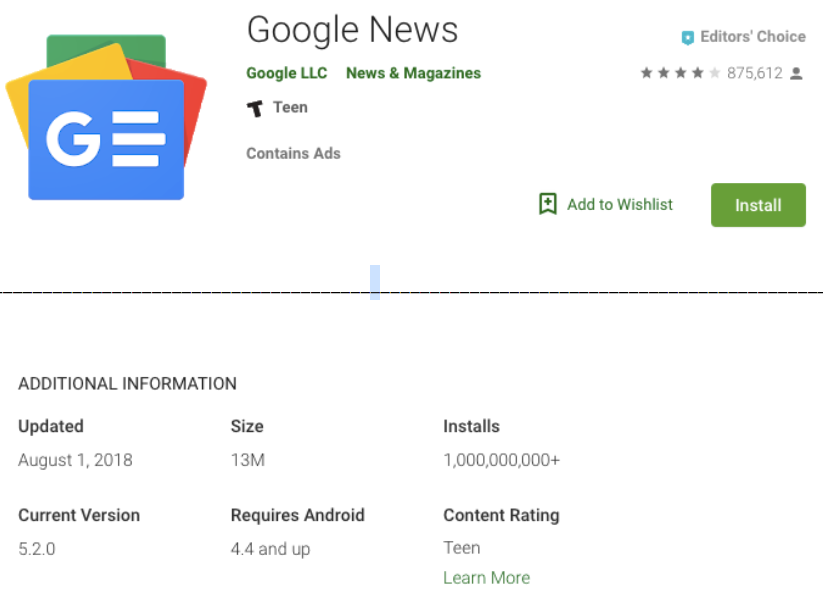 Google News
Editors' Choice
Google LLC News & Magazines
875,612
Teen
Contains Ads
GE
Add to Wishlist
Install
ADDITIONAL INFORMATION
Updated Size Installs
August 1, 2018 13M 1,000,000,000+
Current Version Requires Android Content Rating
5.2.0 4.4 and up Teen
Learn More